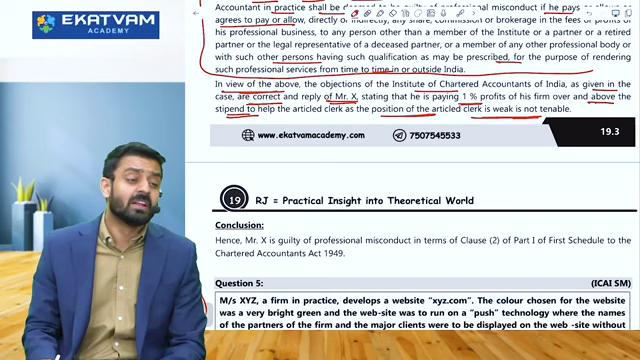 EKATVAM
ACADEMY
Accountant in practice shall be deemed to be guilty of professional misconduct if he pays or allows or
agrees to pay or allow, directly or indirectly, any share, commission or brokerage in the fees or profits of
his professional business, to any person other than a member of the Institute or a partner or a retired
partner or the legal representative of a deceased partner, or a member of any other professional body or
with such other persons having such qualification as may be prescribed, for the purpose of rendering
such professional services from time to time in or outside India.
In view of the above, the objections of the Institute of Chartered Accountants of India, as given in the
case, are correct and reply of Mr. X, stating that he is paying 1 % profits of his firm over and above the
stipend to help the articled clerk as the position of the articled clerk is weak is not tenable.
www.ekatvamacademy.com
7507545533
19.3
19
RJ = Practical Insight into Theoretical World
Conclusion:
Hence, Mr. X is guilty of professional misconduct in terms of Clause (2) of Part I of First Schedule to the
Chartered Accountants Act 1949.
Question 5:
(ICAI SM)
M/s XYZ, a firm in practice, develops a website "xyz.com". The colour chosen for the website
was a very bright green and the web-site was to run on a "push" technology where the names
of the partners of the firm and the major clients were to be displayed on the web -site without